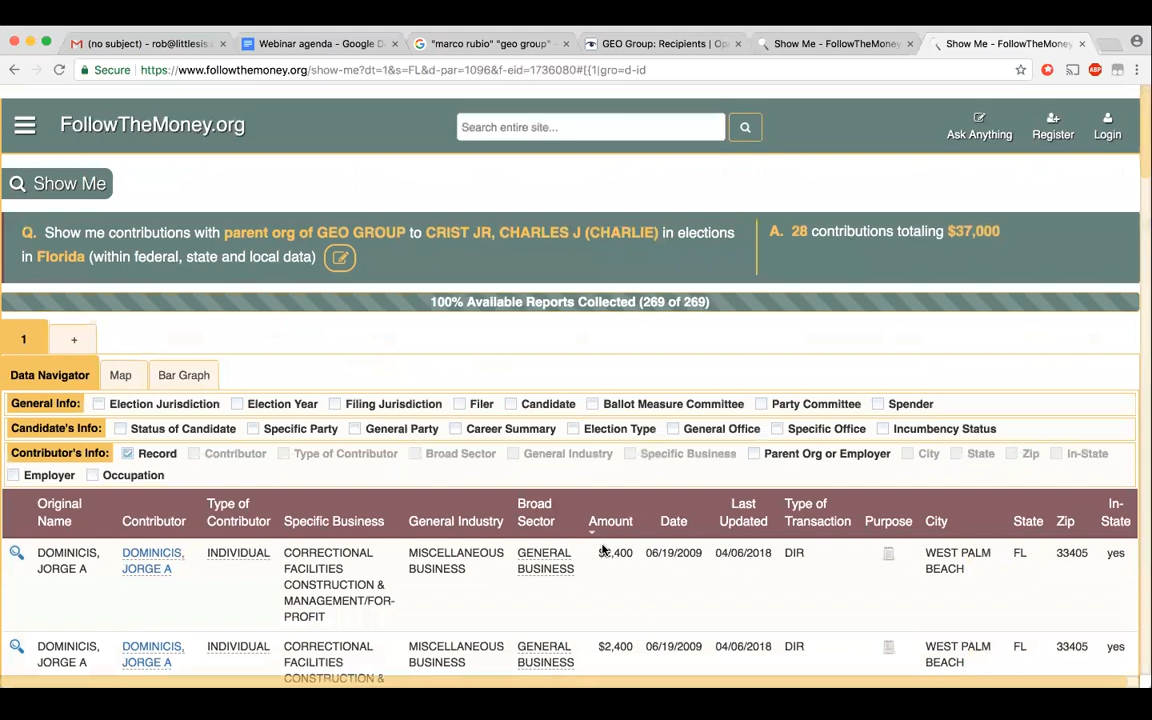 (no subject) - rob@littlesis.
Webinar agenda - Google D
"marco rubio" "geo group" -
GEO Group: Recipients | Op
Show Me - FollowTheMoney
Show Me - FollowTheMoney
Secure https://www.followthemoney.org/show-me?dt=1&s=FL&d-par=1096&f-eid=1736080#[{1|gro=d-id
FollowTheMoney.org
Search entire site...
Ask Anything
Register
Login
Show Me
Q. Show me contributions with parent org of GEO GROUP to CRIST JR, CHARLES J (CHARLIE) in elections
in Florida (within federal, state and local data)
A. 28 contributions totaling $37,000
100% Available Reports Collected (269 of 269)
1 +
Data Navigator Map Bar Graph
General Info: Election Jurisdiction Election Year Filing Jurisdiction Filer Candidate Ballot Measure Committee Party Committee Spender
Candidate's Info: Status of Candidate Specific Party General Party Career Summary Election Type General Office Specific Office Incumbency Status
Contributor's Info: Record Contributor Type of Contributor Broad Sector General Industry Specific Business Parent Org or Employer City State Zip In-State
Employer Occupation
Original Name
Contributor
Type of Contributor
Specific Business
General Industry
Broad Sector
Amount
Date
Last Updated
Type of Transaction
Purpose
City
State
Zip
In-State
DOMINICIS, DOMINICIS, INDIVIDUAL CORRECTIONAL MISCELLANEOUS GENERAL ,400 06/19/2009 04/06/2018 DIR WEST PALM FL 33405 yes
JORGE A JORGE A FACILITIES BUSINESS BUSINESS BEACH
CONSTRUCTION &
MANAGEMENT/FOR-
PROFIT
DOMINICIS, DOMINICIS, INDIVIDUAL CORRECTIONAL MISCELLANEOUS GENERAL $2,400 06/19/2009 04/06/2018 DIR WEST PALM FL 33405 yes
JORGE A JORGE A FACILITIES BUSINESS BUSINESS BEACH
CONSTRUCTION &